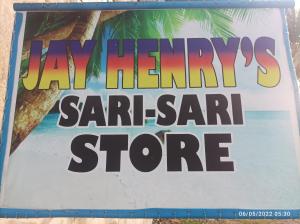 JAY HENRY'S
SARI-SARI
STORE
06/05/2022 05:30